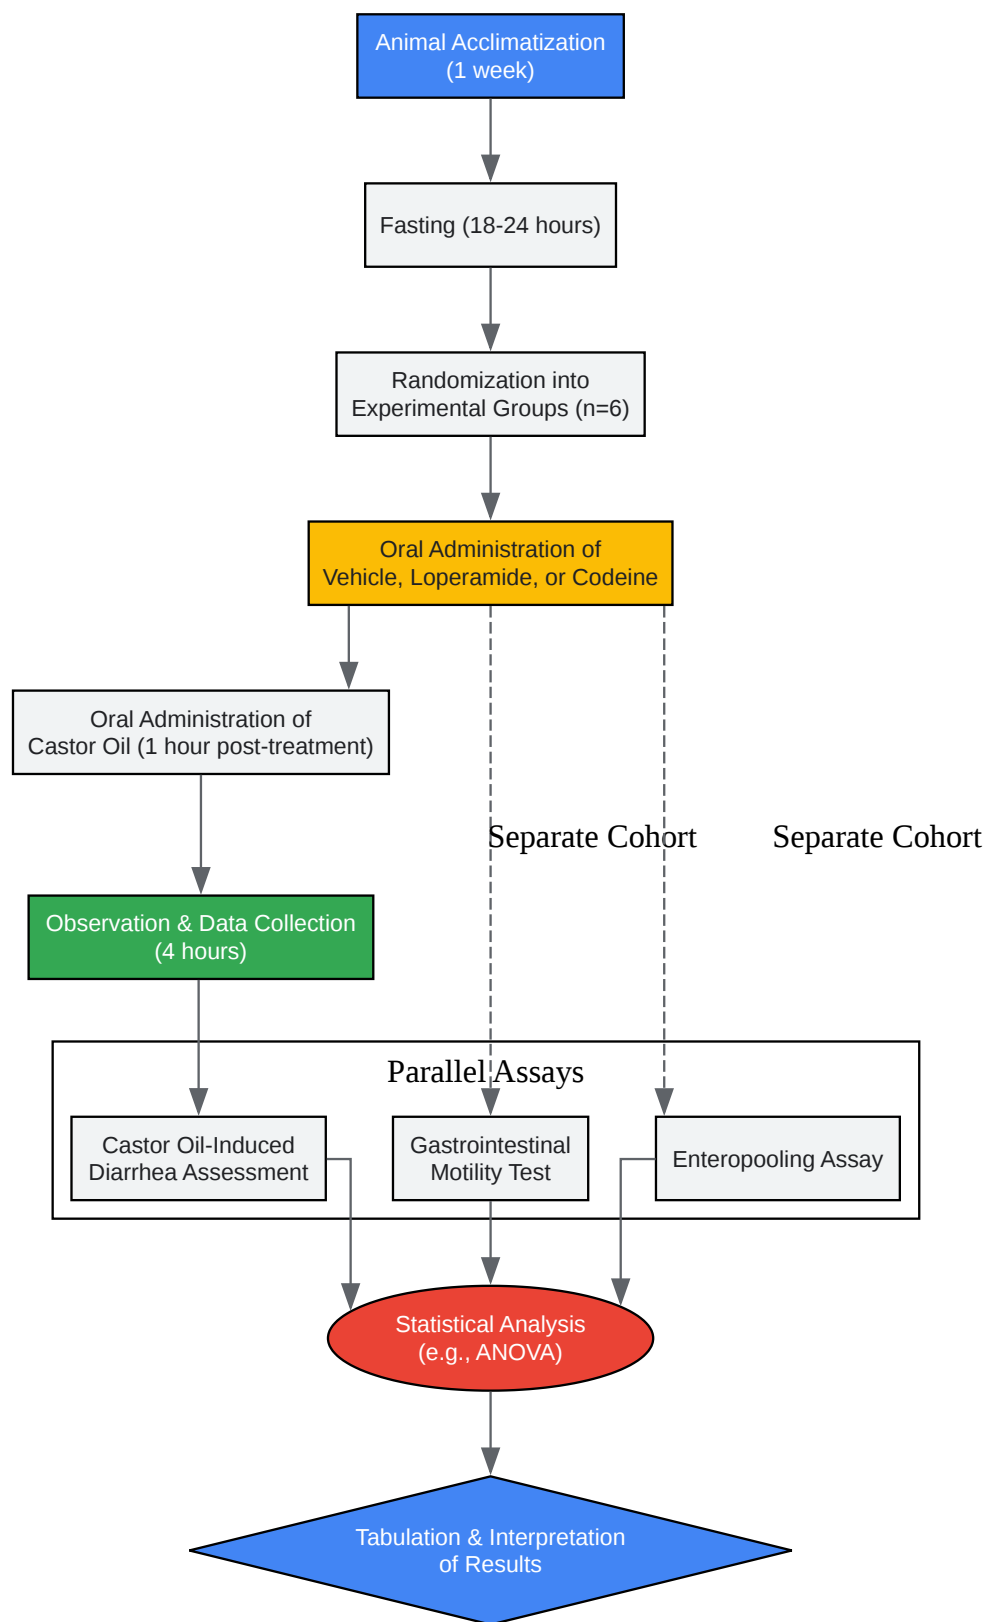 Animal Acclimatization
(1 week)
Fasting (18-24 hours)
Randomization into
Experimental Groups (n=6)
Oral Administration of
Vehicle, Loperamide, or Codeine
Oral Administration of
Castor Oil (1 hour post-treatment)
Separate Cohort
Separate Cohort
Observation & Data Collection
(4 hours)
Parallel Assays
Castor Oil-Induced
Diarrhea Assessment
Gastrointestinal
Motility Test
Enteropooling Assay
Statistical Analysis
(e.g., ANOVA)
Tabulation & Interpretation
of Results